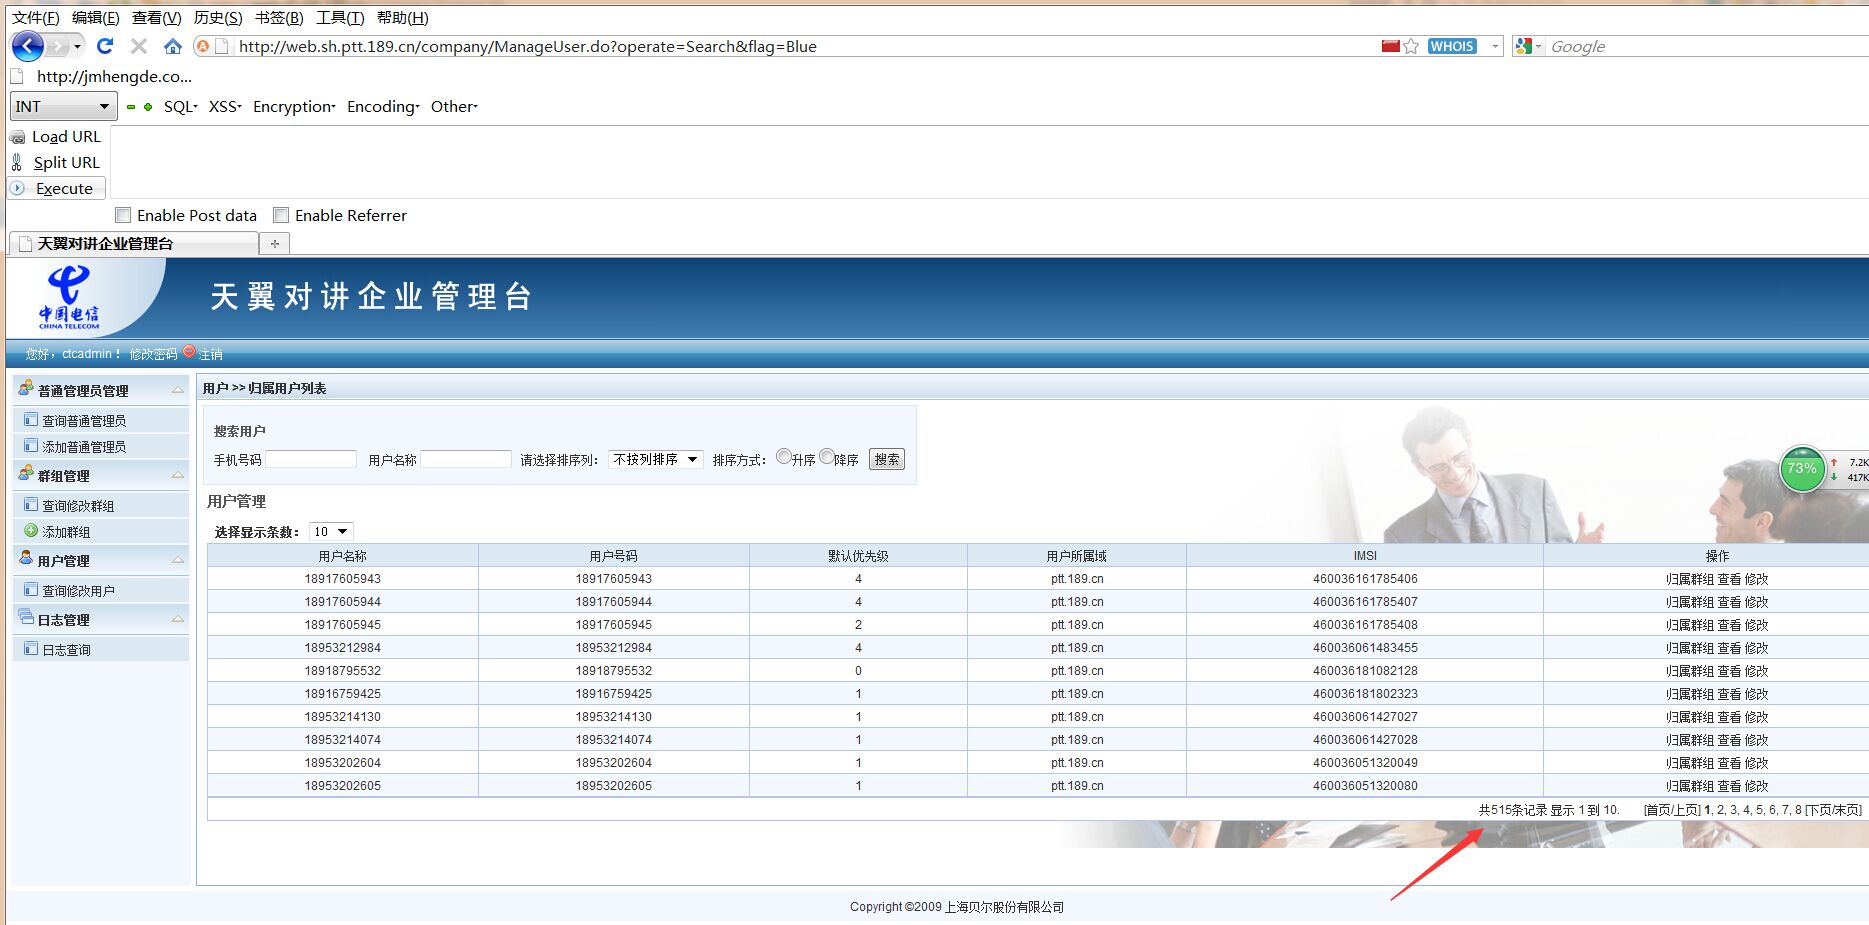 文件(F) 编辑(E) 查看(V) 历史(S) 书签(B) 工具(T) 帮助(H)
http://web.sh.ptt.189.cn/company/ManageUser.do?operate=Search&flag=Blue WHOIS Google
http://jmhengde.co...
INT SQL XSS Encryption Encoding Other
Load URL
Split URL
Execute
Enable Post data Enable Referrer
天翼对讲企业管理台
中国电信
CHINA TELECOM
天翼对讲企业管理台
您好，ctcadmin！ 修改密码 注销
普通管理员管理
查询普通管理员
添加普通管理员
群组管理
查询修改群组
添加群组
用户管理
查询修改用户
日志管理
日志查询
用户 >> 归属用户列表
搜索用户
手机号码 用户名称 请选择排序列： 不按列排序 排序方式： 升序 降序 搜索
73% 7.2K
417K
用户管理
选择显示条数： 10
用户名称 用户号码 默认优先级 用户所属域 IMSI 操作
18917605943 18917605943 4 ptt.189.cn 460036161785406 归属群组 查看 修改
18917605944 18917605944 4 ptt.189.cn 460036161785407 归属群组 查看 修改
18917605945 18917605945 2 ptt.189.cn 460036161785408 归属群组 查看 修改
18953212984 18953212984 4 ptt.189.cn 460036061483455 归属群组 查看 修改
18918795532 18918795532 0 ptt.189.cn 460036181082128 归属群组 查看 修改
18916759425 18916759425 1 ptt.189.cn 460036181802323 归属群组 查看 修改
18953214130 18953214130 1 ptt.189.cn 460036061427027 归属群组 查看 修改
18953214074 18953214074 1 ptt.189.cn 460036061427028 归属群组 查看 修改
18953202604 18953202604 1 ptt.189.cn 460036051320049 归属群组 查看 修改
18953202605 18953202605 1 ptt.189.cn 460036051320080 归属群组 查看 修改
共515条记录 显示 1 到 10. [首页/上页] 1, 2, 3, 4, 5, 6, 7, 8 [下页/末页]
Copyright ©2009 上海贝尔股份有限公司